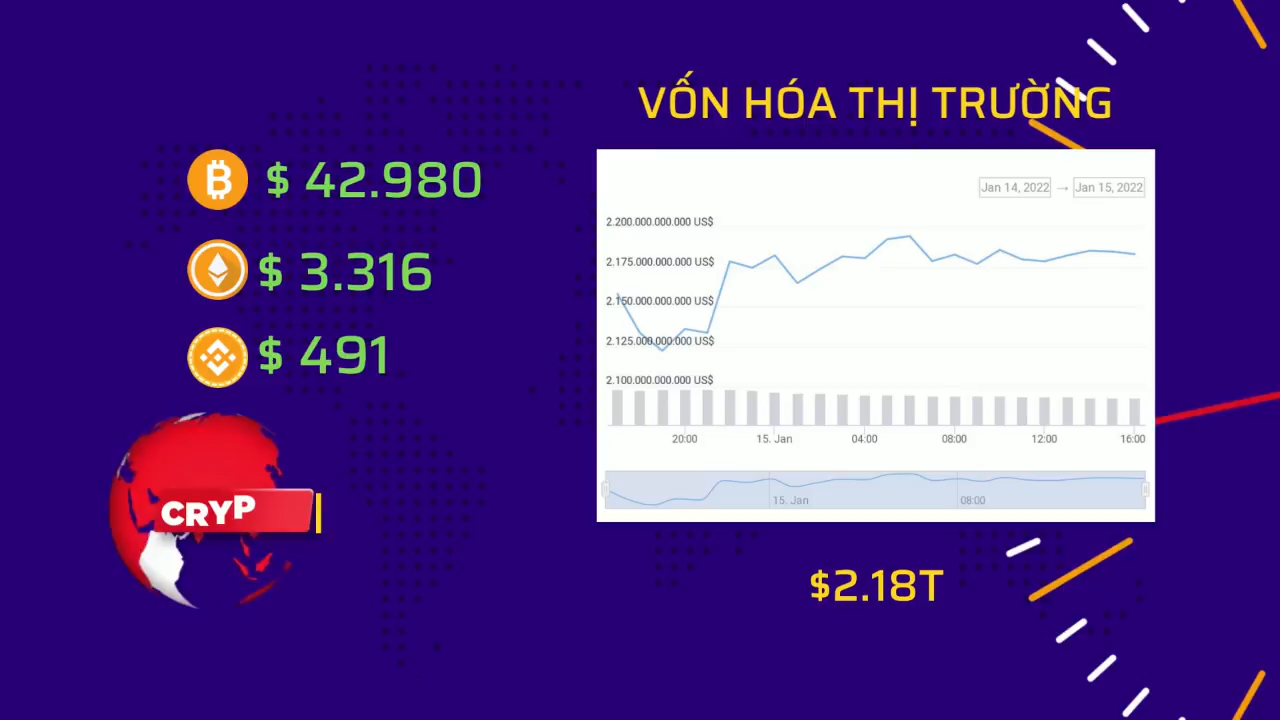 VỐN HÓA THỊ TRƯỜNG
$ 42.980
$ 3.316
$ 491
CRYP
Jan 14, 2022 → Jan 15, 2022
2.200.000.000.000 US$
2.175.000.000.000 US$
2.150.000.000.000 US$
2.125.000.000.000 US$
2.100.000.000.000 US$
20:00 15. Jan 04:00 08:00 12:00 16:00
15. Jan 08:00
$2.18T